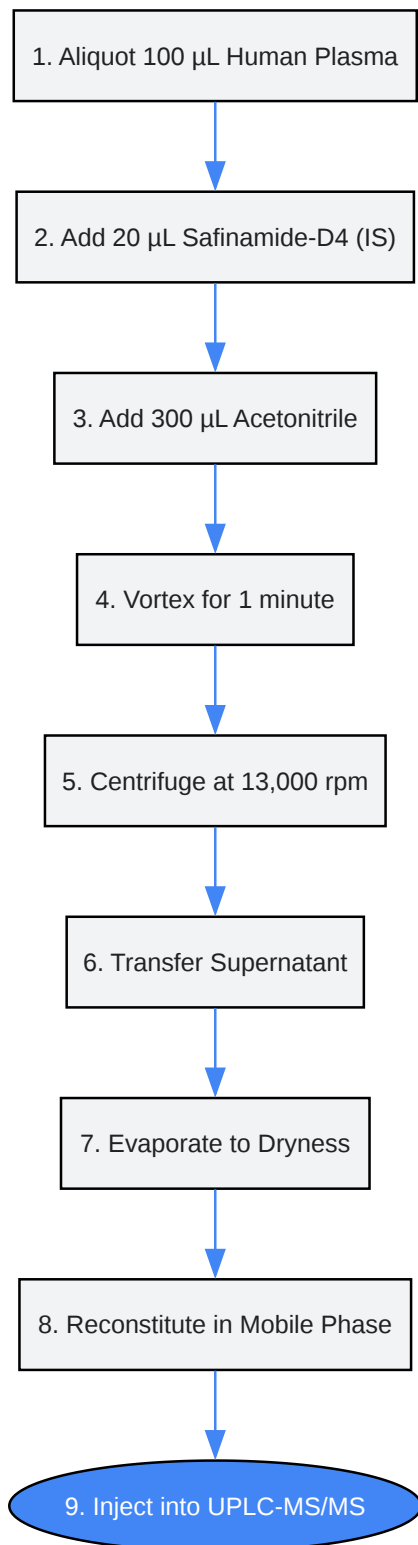 1. Aliquot 100 µL Human Plasma
2. Add 20 µL Safinamide-D4 (IS)
3. Add 300 µL Acetonitrile
4. Vortex for 1 minute
5. Centrifuge at 13,000 rpm
6. Transfer Supernatant
7. Evaporate to Dryness
8. Reconstitute in Mobile Phase
9. Inject into UPLC-MS/MS